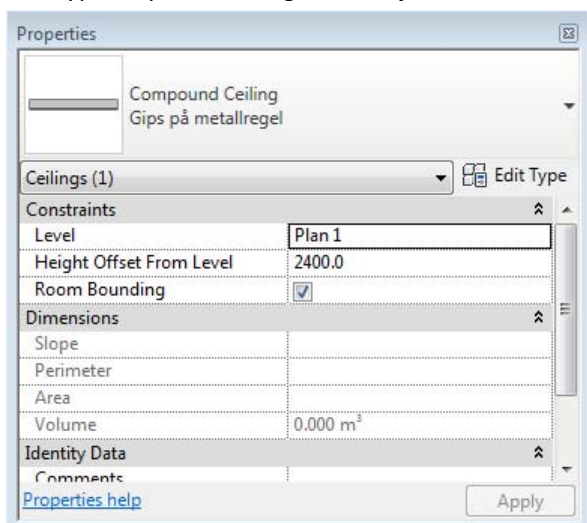 Properties
Compound Ceiling
Gips på metallregel
Ceilings (1) Edit Type
Constraints
Level Plan 1
Height Offset From Level 2400.0
Room Bounding
Dimensions
Slope
Perimeter
Area
Volume 0.000 m³
Identity Data
Comments
Properties help Apply